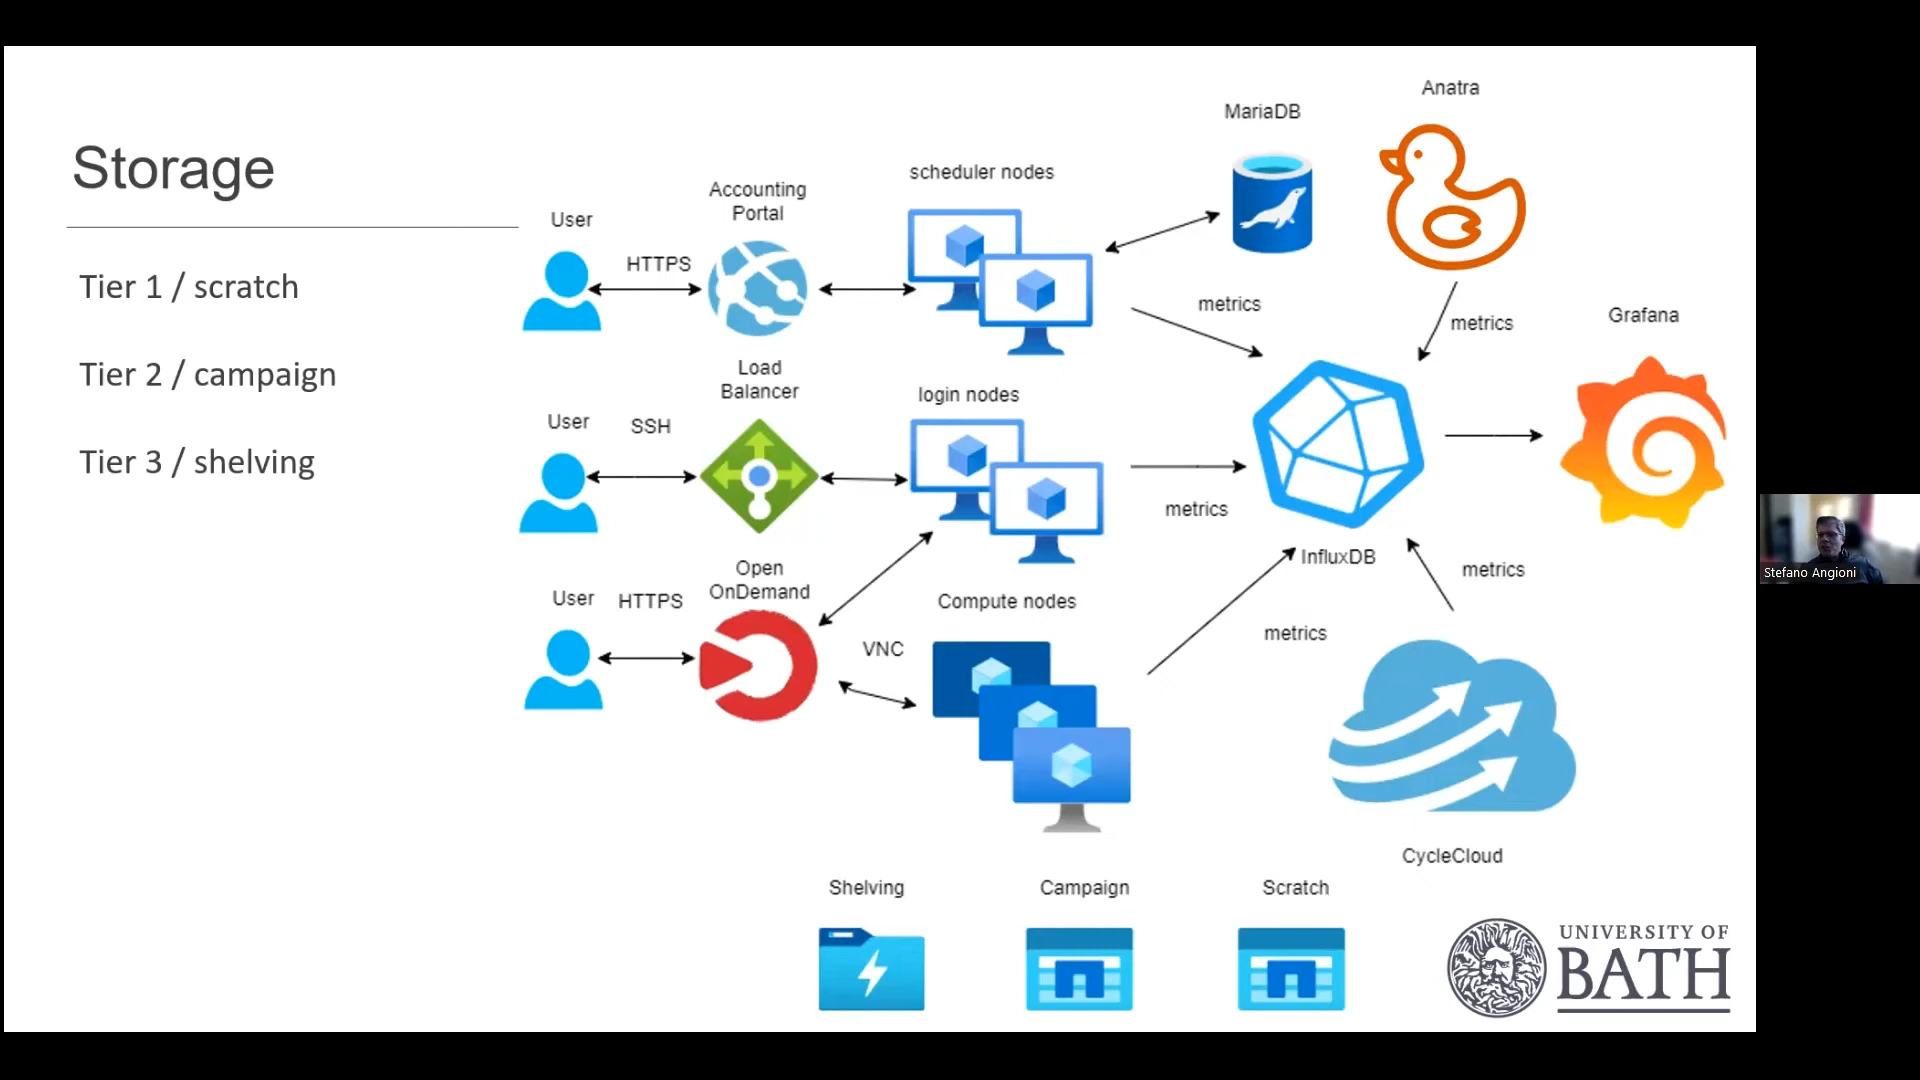 Storage
Tier 1 / scratch
Tier 2 / campaign
Tier 3 / shelving
User
HTTPS
Accounting
Portal
scheduler nodes
MariaDB
Anatra
metrics
metrics
Grafana
User
SSH
Load
Balancer
login nodes
metrics
InfluxDB
metrics
User
HTTPS
Open
OnDemand
VNC
Compute nodes
metrics
CycleCloud
Shelving
Campaign
Scratch
UNIVERSITY OF
BATH
Stefano Angioni